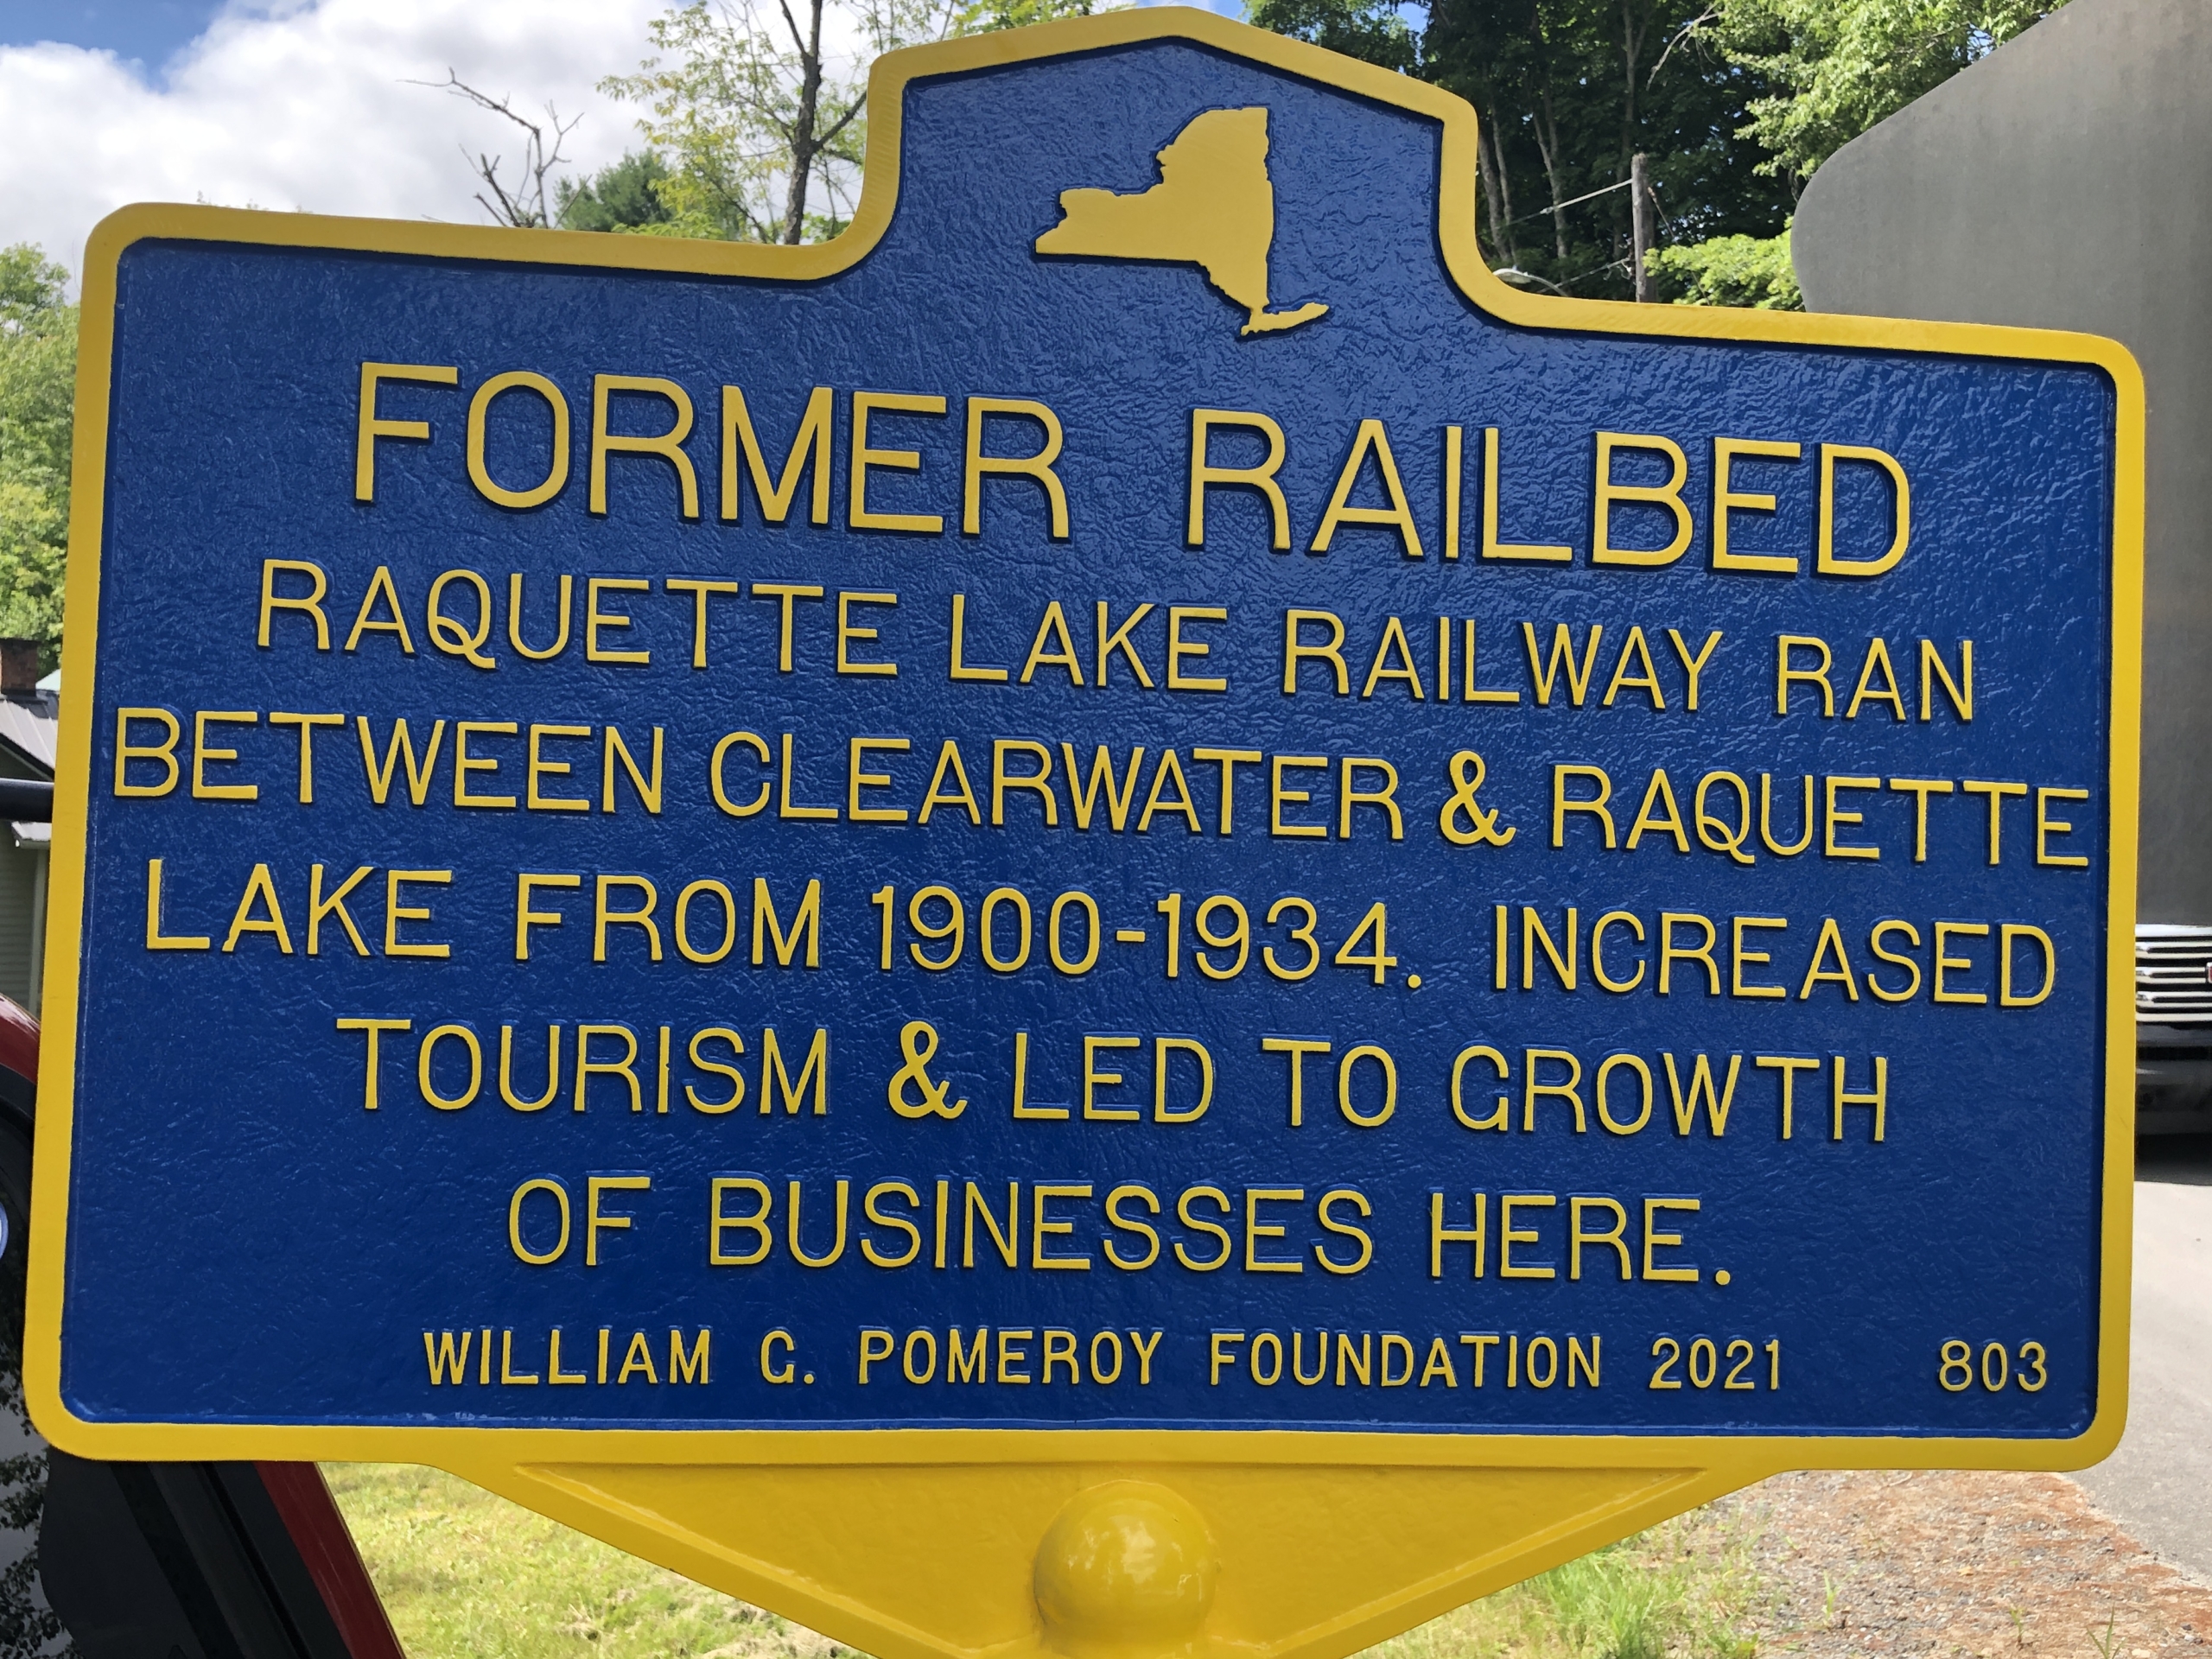 FORMER RAILBED
RAQUETTE LAKE RAILWAY RAN
BETWEEN CLEARWATER & RAQUETTE
LAKE FROM 1900-1934. INCREASED
TOURISM & LED TO GROWTH
OF BUSINESSES HERE.
WILLIAM G. POMEROY FOUNDATION 2021 803